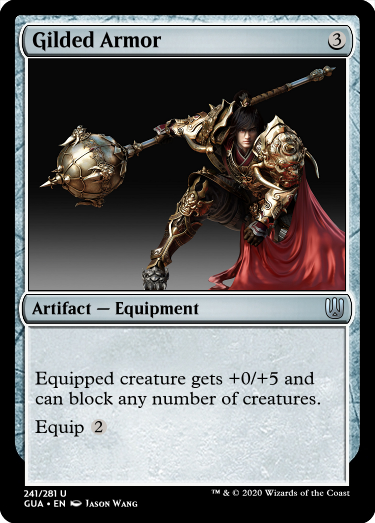 Gilded Armor 3
Artifact — Equipment
Equipped creature gets +0/+5 and
can block any number of creatures.
Equip 2
241/281 U
GUA • EN Jason Wang
™ & © 2020 Wizards of the Coast